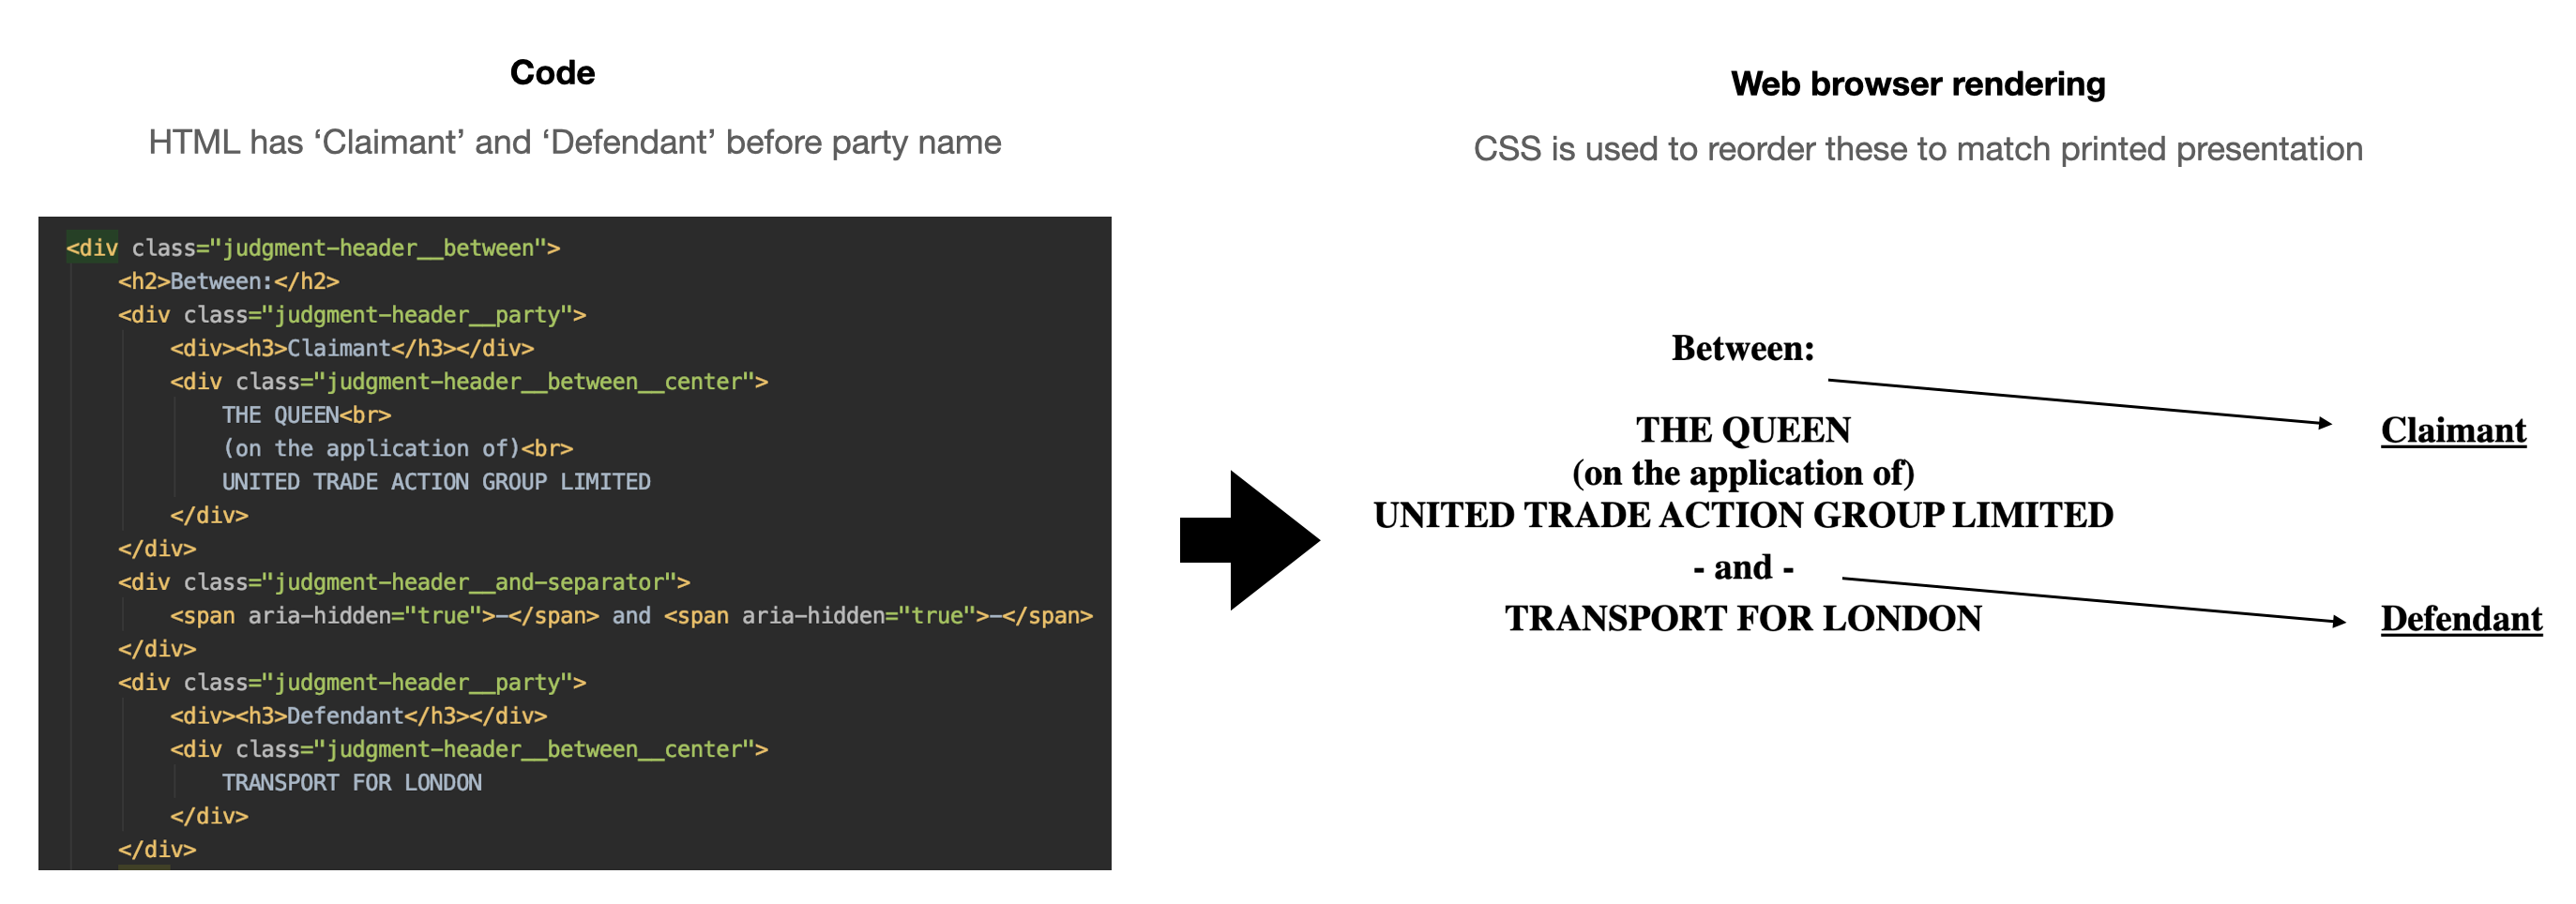 Code
HTML has ‘Claimant’ and ‘Defendant’ before party name
<div class="judgment-header__between">
<h2>Between:</h2>
<div class="judgment-header__party">
<div><h3>Claimant</h3></div>
<div class="judgment-header__between__center">
THE QUEEN<br>
(on the application of)<br>
UNITED TRADE ACTION GROUP LIMITED
</div>
</div>
<div class="judgment-header__and-separator">
<span aria-hidden="true">–</span> and <span aria-hidden="true">–</span>
</div>
<div class="judgment-header__party">
<div><h3>Defendant</h3></div>
<div class="judgment-header__between__center">
TRANSPORT FOR LONDON
</div>
</div>
Web browser rendering
CSS is used to reorder these to match printed presentation
Between:
THE QUEEN
Claimant
(on the application of)
UNITED TRADE ACTION GROUP LIMITED
- and -
TRANSPORT FOR LONDON
Defendant